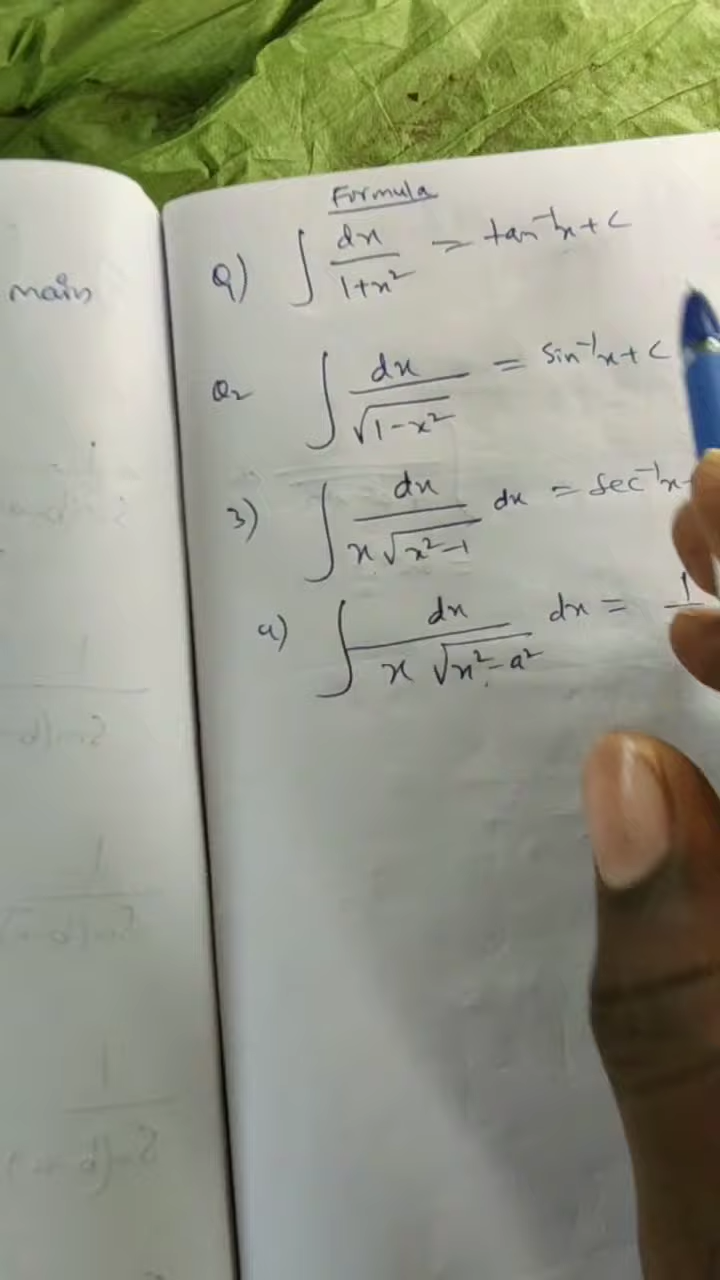 main
Formula
Q) ∫ dx/(1+x²) = tan⁻¹x + c
Q2 ∫ dx/√(1-x²) = Sin⁻¹x + c
3) ∫ dx/(x√(x²-1)) dx = Sec⁻¹x
4) ∫ dx/(x√(x²-a²)) dx = 1